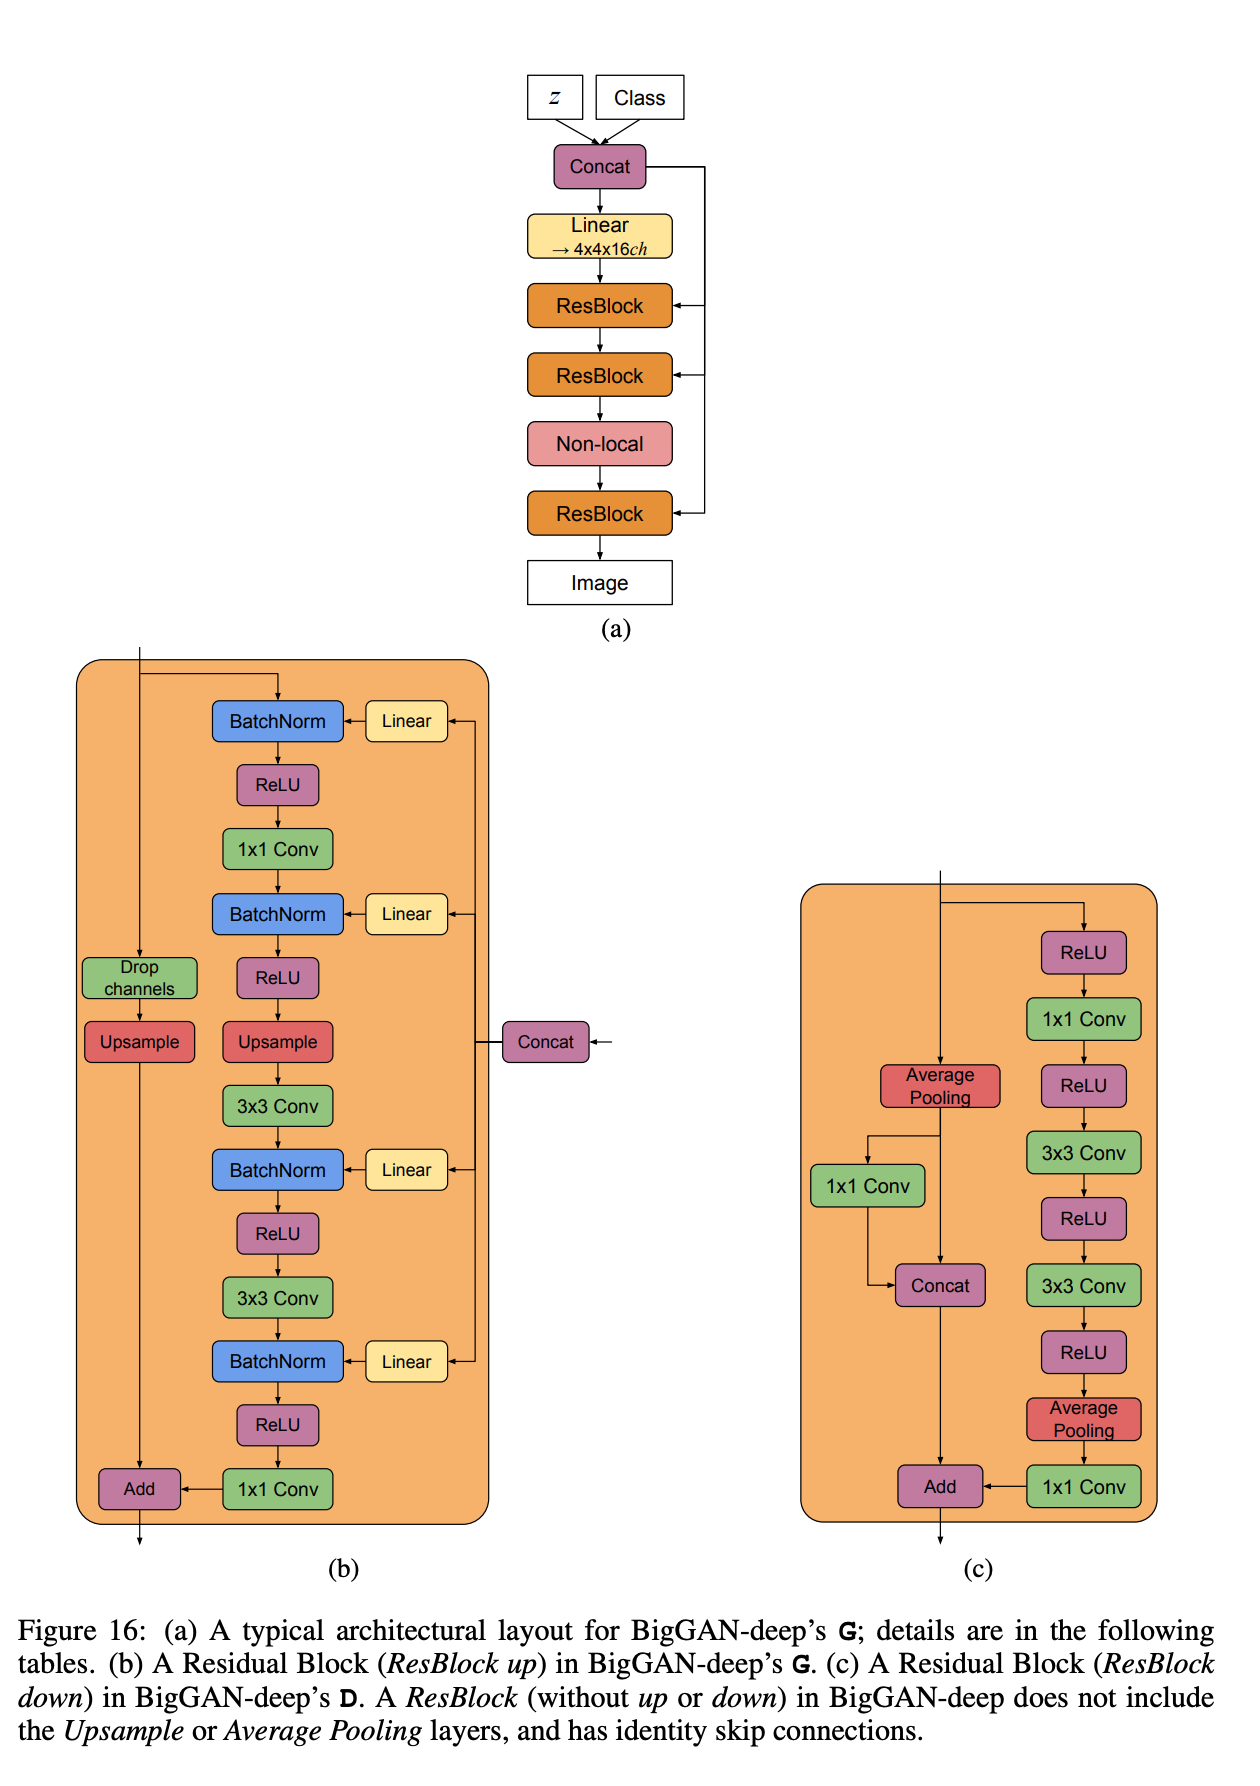 z
Class
Concat
Linear
→ 4x4x16ch
ResBlock
ResBlock
Non-local
ResBlock
Image
(a)
BatchNorm
Linear
ReLU
1x1 Conv
BatchNorm
Linear
Drop
channels
ReLU
Upsample
Upsample
Concat
3x3 Conv
BatchNorm
Linear
ReLU
3x3 Conv
BatchNorm
Linear
ReLU
Add
1x1 Conv
(b)
ReLU
1x1 Conv
Average
Pooling
ReLU
3x3 Conv
1x1 Conv
ReLU
Concat
3x3 Conv
ReLU
Average
Pooling
Add
1x1 Conv
(c)
Figure 16: (a) A typical architectural layout for BigGAN-deep's G; details are in the following
tables. (b) A Residual Block (ResBlock up) in BigGAN-deep's G. (c) A Residual Block (ResBlock
down) in BigGAN-deep's D. A ResBlock (without up or down) in BigGAN-deep does not include
the Upsample or Average Pooling layers, and has identity skip connections.